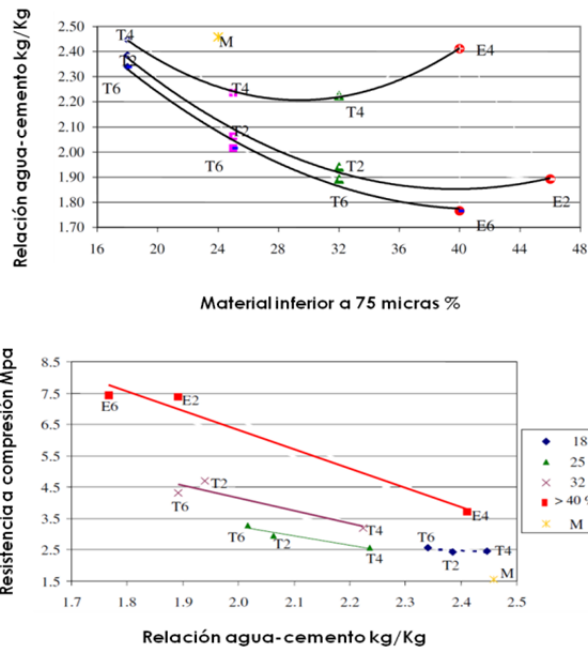 Relación agua-cemento kg/Kg
2.50
2.40
2.30
2.20
2.10
2.00
1.90
1.80
1.70
T4
M
E4
T2
T6
T4
T4
T2
T6
T2
T6
E2
E6
16 20 24 28 32 36 40 44 48
Material inferior a 75 micras %
Resistencia a compresión Mpa
8.5
7.5
6.5
5.5
4.5
3.5
2.5
1.5
E6
E2
T2
T6
E4
T4
T6
T2
T4
T6
T2
T4
M
1.7 1.8 1.9 2.0 2.1 2.2 2.3 2.4 2.5
18
25
32
> 40 %
M
Relación agua-cemento kg/Kg